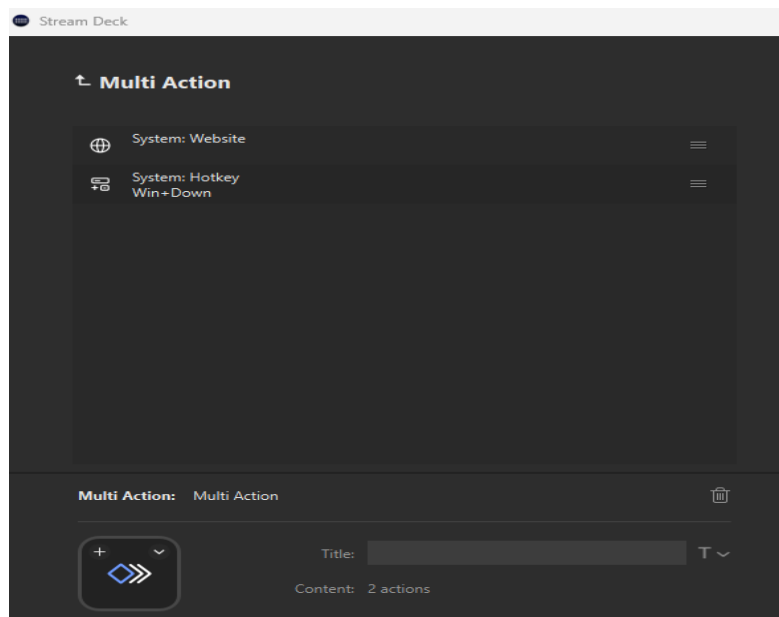 Stream Deck
Multi Action
System: Website
System: Hotkey
Win+Down
Multi Action: Multi Action
Title:
T
Content: 2 actions